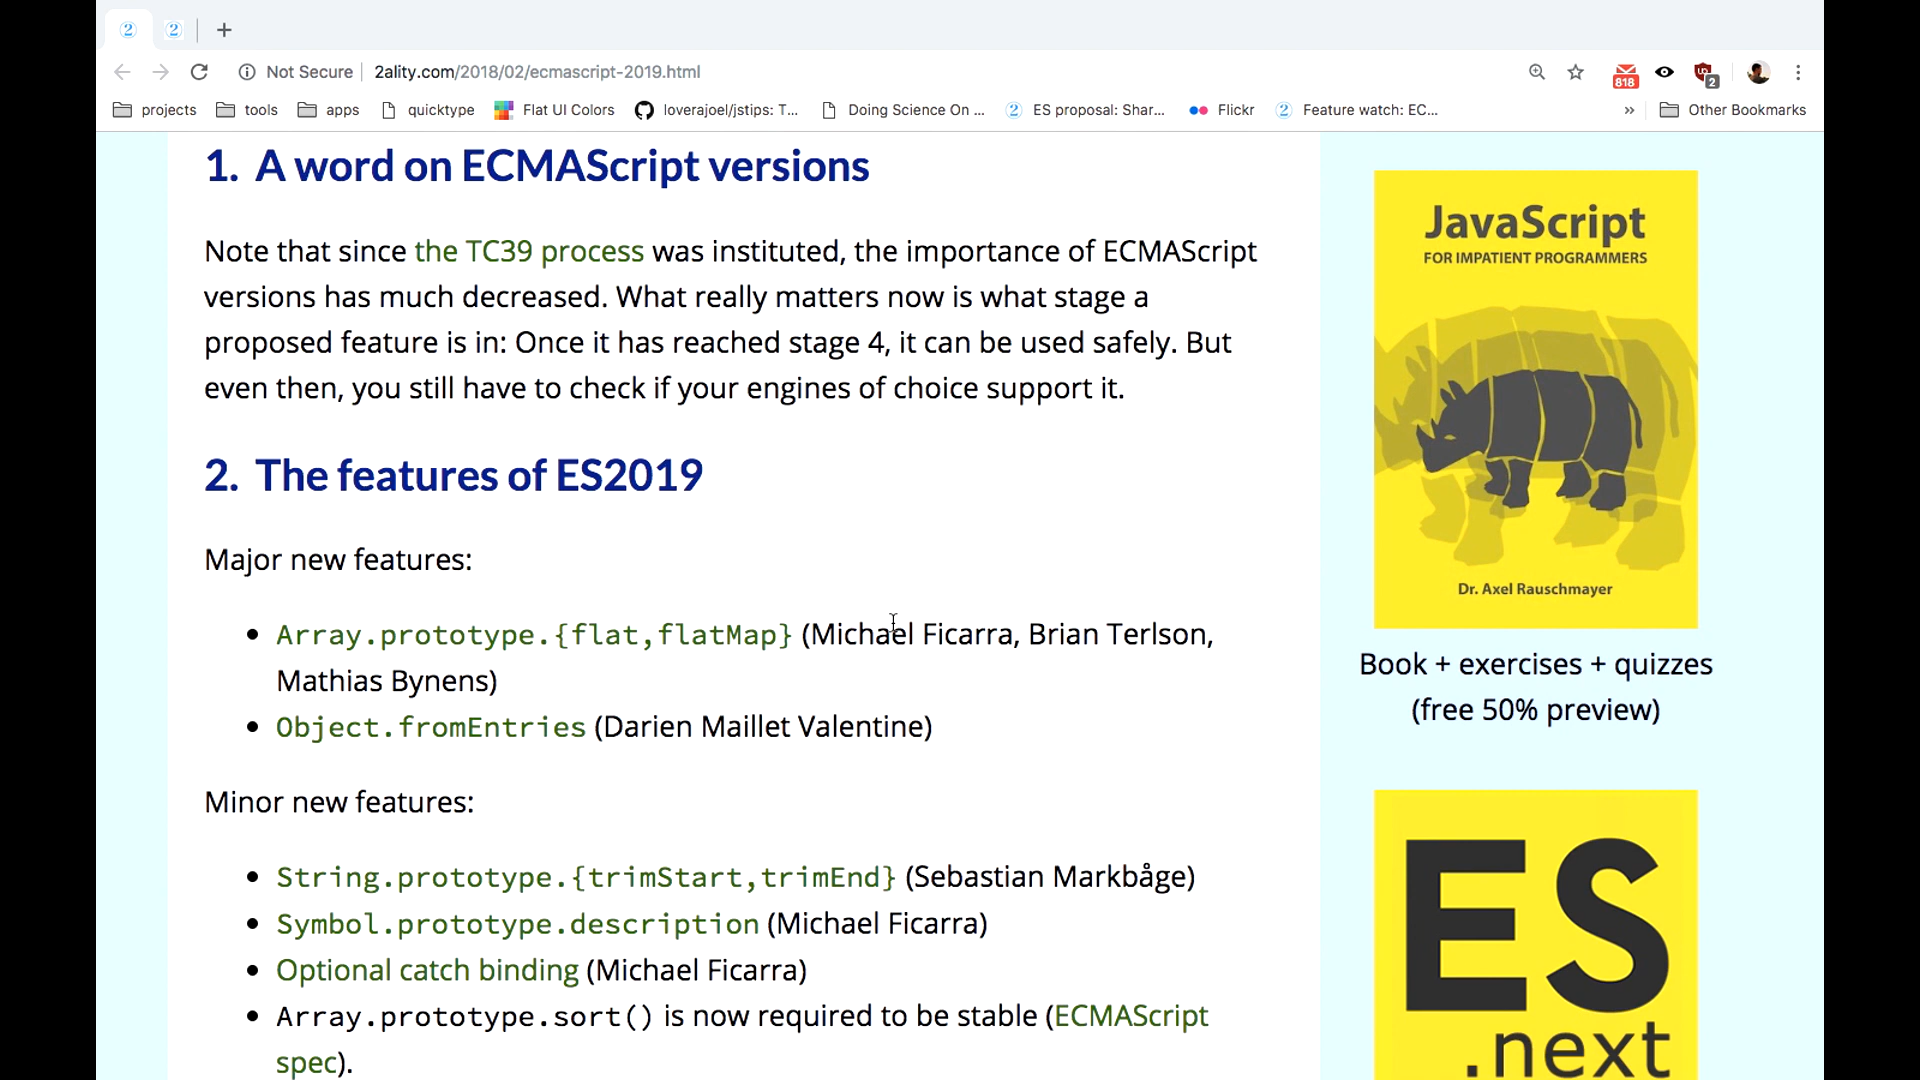 Not Secure
2ality.com/2018/02/ecmascript-2019.html
818
2
projects
tools
apps
quicktype
Flat UI Colors
loverajoel/jstips: T...
Doing Science On ...
ES proposal: Shar...
Flickr
Feature watch: EC...
»
Other Bookmarks
1. A word on ECMAScript versions
Note that since the TC39 process was instituted, the importance of ECMAScript
versions has much decreased. What really matters now is what stage a
proposed feature is in: Once it has reached stage 4, it can be used safely. But
even then, you still have to check if your engines of choice support it.
2. The features of ES2019
Major new features:
• Array.prototype.{flat,flatMap} (Michael Ficarra, Brian Terlson,
Mathias Bynens)
• Object.fromEntries (Darien Maillet Valentine)
Minor new features:
• String.prototype.{trimStart,trimEnd} (Sebastian Markbåge)
• Symbol.prototype.description (Michael Ficarra)
• Optional catch binding (Michael Ficarra)
• Array.prototype.sort() is now required to be stable (ECMAScript
spec).
JavaScript
FOR IMPATIENT PROGRAMMERS
Dr. Axel Rauschmayer
Book + exercises + quizzes
(free 50% preview)
ES
.next